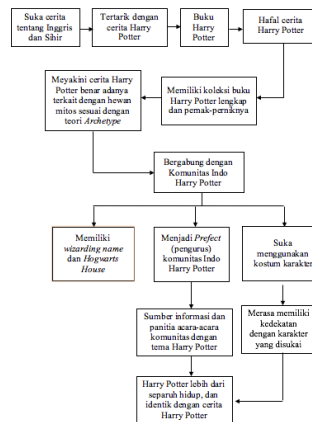 Suka cerita
tentang Inggris
dan Sihir
Tertarik dengan
cerita Harry
Potter
Buku
Harry
Potter
Hafal cerita
Harry Potter
Meyakini cerita Harry
Potter benar adanya
terkait dengan hewan
mitos sesuai dengan
teori Archetype
Memiliki koleksi buku
Harry Potter lengkap
dan pernak-perniknya
Bergabung dengan
Komunitas Indo
Harry Potter
Memiliki
wizarding name
dan Hogwarts
House
Menjadi Prefect
(pengurus)
komunitas Indo
Harry Potter
Suka
menggunakan
kostum karakter
Sumber informasi dan
panitia acara-acara
komunitas dengan
tema Harry Potter
Merasa memiliki
kedekatan
dengan karakter
yang disukai
Harry Potter lebih dari
separuh hidup, dan
identik dengan cerita
Harry Potter